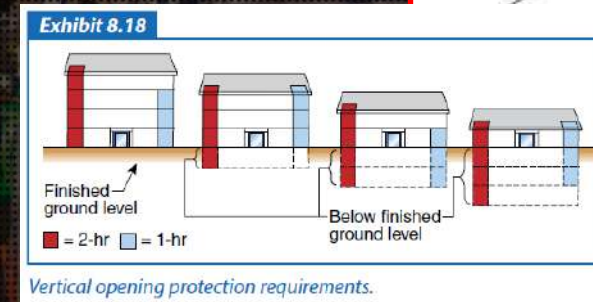 Exhibit 8.18
Finished
ground level
Below finished
ground level
= 2-hr = 1-hr
Vertical opening protection requirements.